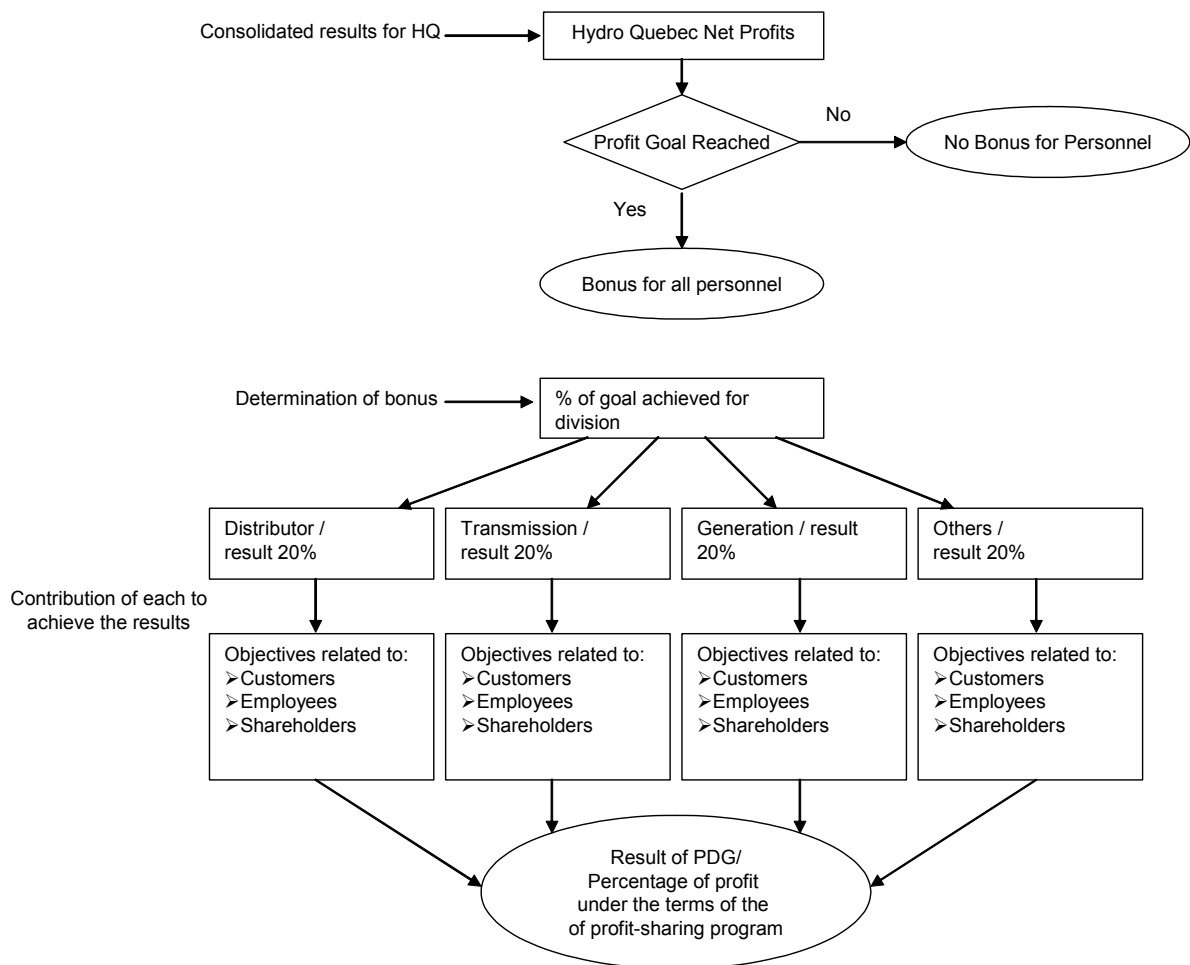 Consolidated results for HQ
Hydro Quebec Net Profits
Profit Goal Reached
No
No Bonus for Personnel
Yes
Bonus for all personnel
Determination of bonus
% of goal achieved for
division
Distributor /
result 20%
Transmission /
result 20%
Generation / result
20%
Others /
result 20%
Contribution of each to
achieve the results
Objectives related to:
➢Customers
➢Employees
➢Shareholders
Objectives related to:
➢Customers
➢Employees
➢Shareholders
Objectives related to:
➢Customers
➢Employees
➢Shareholders
Objectives related to:
➢Customers
➢Employees
➢Shareholders
Result of PDG/
Percentage of profit
under the terms of the
of profit-sharing program